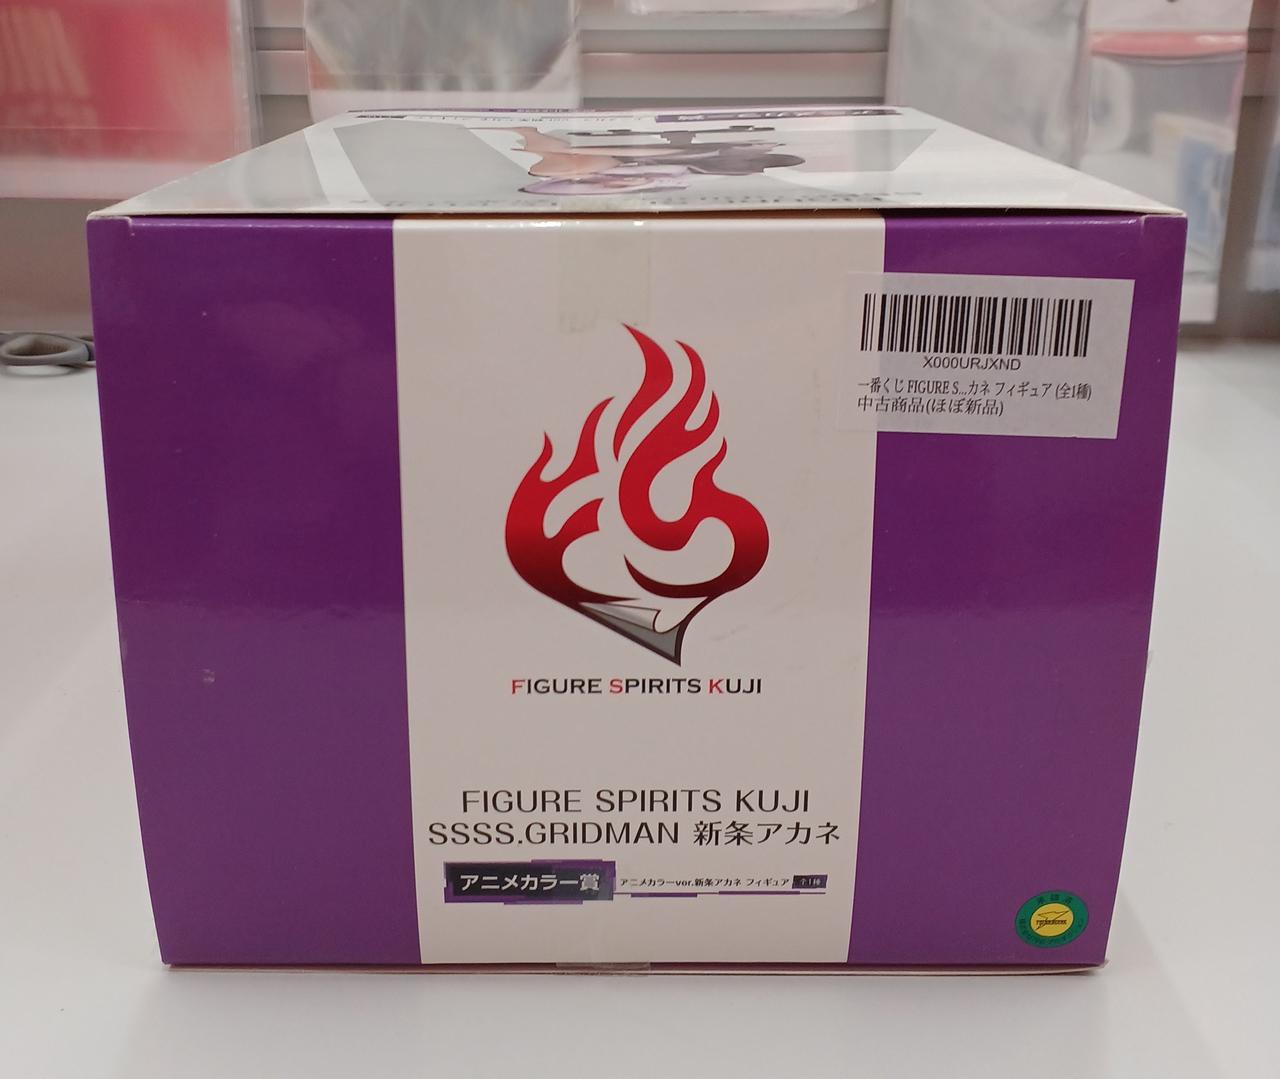 X000URJXND
一番くじ FIGURE S...カネ フィギュア (全1種)
中古商品(ほぼ新品)
FIGURE SPIRITS KUJI
FIGURE SPIRITS KUJI
SSSS.GRIDMAN 新条アカネ
アニメカラー賞
アニメカラーver.新条アカネ フィギュア 全1種